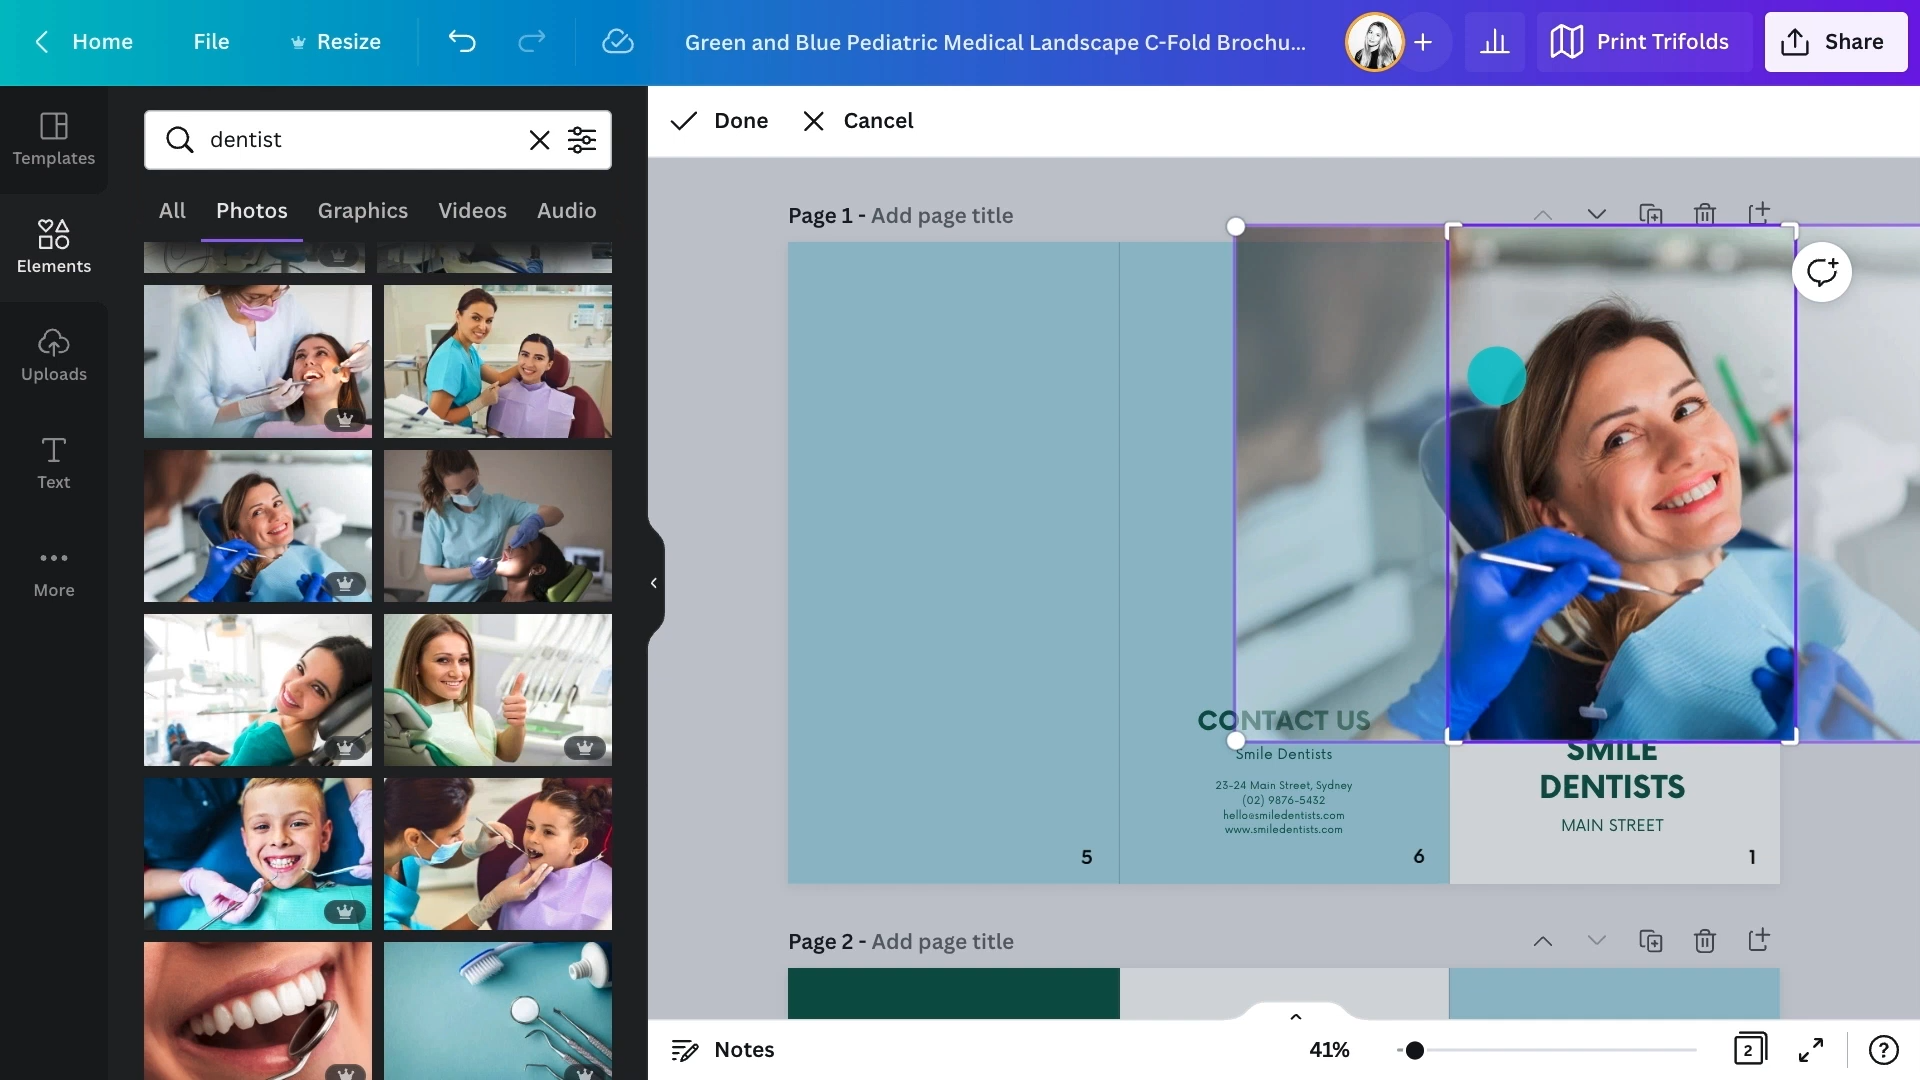 Home
File
Resize
Green and Blue Pediatric Medical Landscape C-Fold Brochu...
Print Trifolds
Share
Templates
Elements
Uploads
Text
More
dentist
All
Photos
Graphics
Videos
Audio
Done
Cancel
Page 1 - Add page title
CONTACT US
Smile Dentists
23-24 Main Street, Sydney
(02) 9876-5432
hello@smiledentists.com
www.smiledentists.com
5
6
SMILE
DENTISTS
MAIN STREET
1
Page 2 - Add page title
Notes
41%
2
?